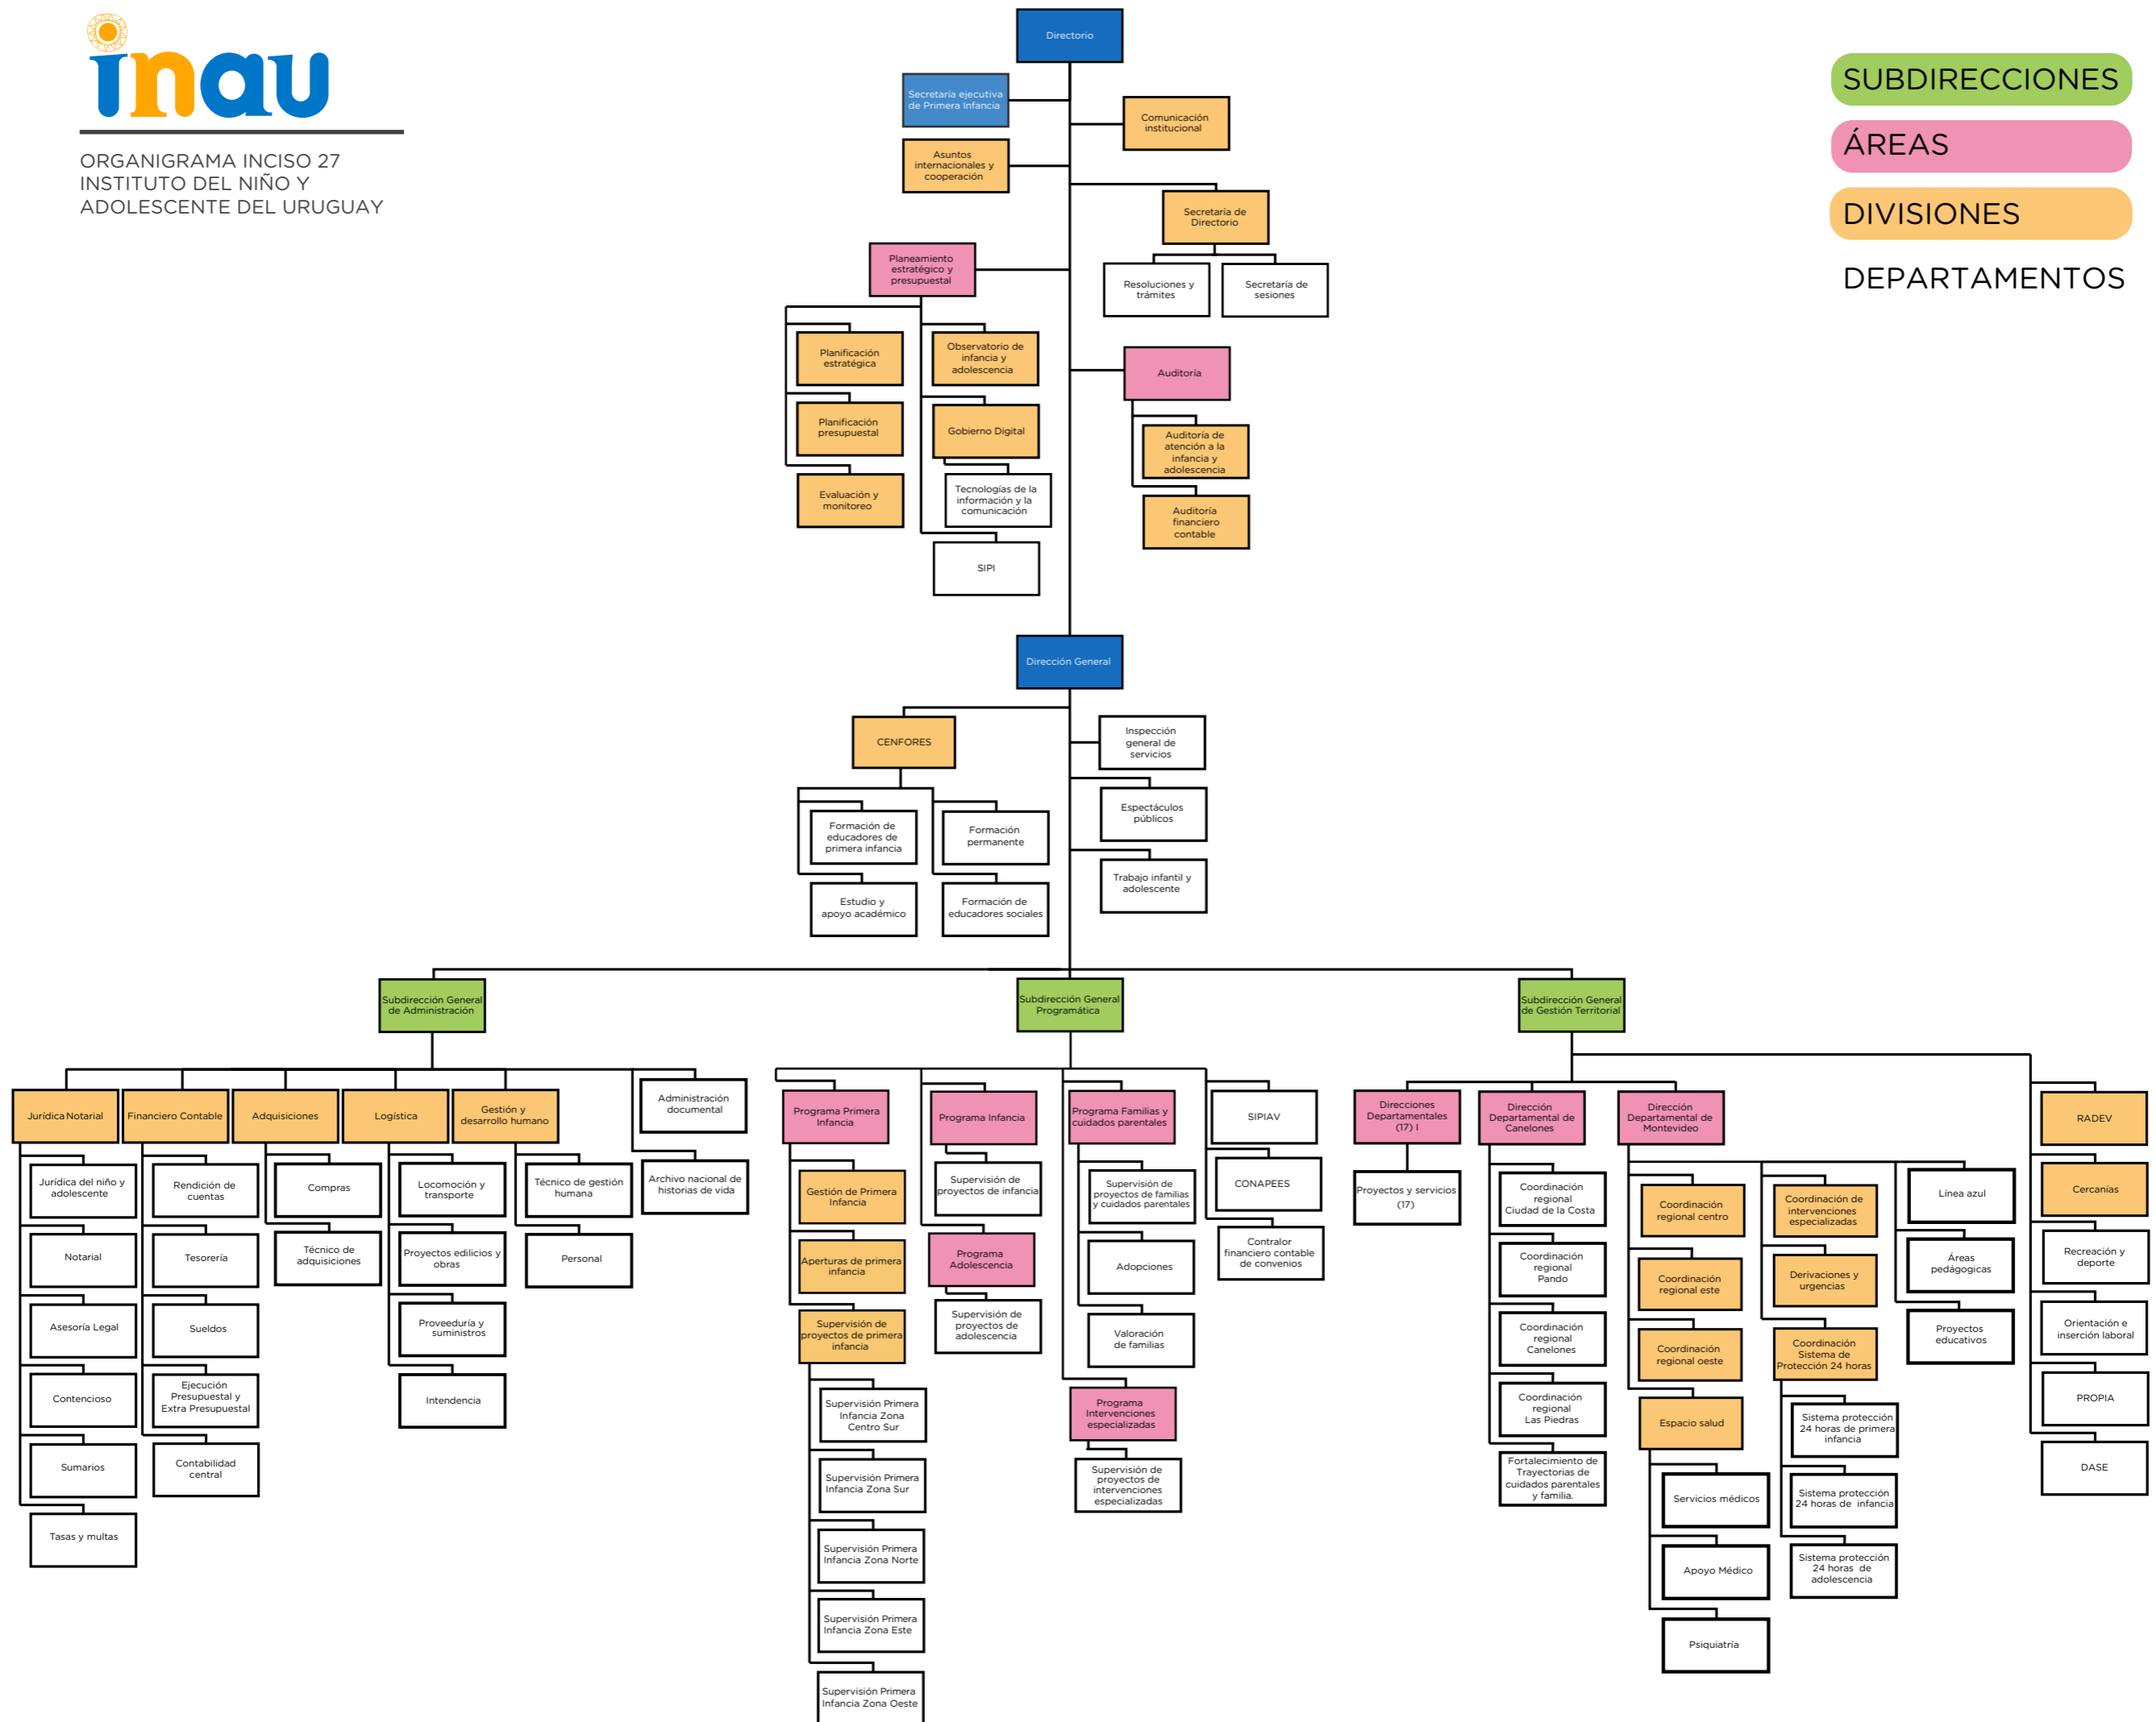 inau
ORGANIGRAMA INCISO 27
INSTITUTO DEL NIÑO Y
ADOLESCENTE DEL URUGUAY
SUBDIRECCIONES
ÁREAS
DIVISIONES
DEPARTAMENTOS
Directorio
Secretaría ejecutiva
de Primera Infancia
Comunicación
institucional
Asuntos
internacionales y
cooperación
Secretaría de
Directorio
Resoluciones y
trámites
Secretaría de
sesiones
Planeamiento
estratégico y
presupuestal
Planificación
estratégica
Observatorio de
infancia y
adolescencia
Planificación
presupuestal
Gobierno Digital
Evaluación y
monitoreo
Tecnologías de la
información y la
comunicación
SIPI
Auditoría
Auditoría de
atención a la
infancia y
adolescencia
Auditoría
financiero
contable
Dirección General
CENFORES
Inspección
general de
servicios
Espectáculos
públicos
Trabajo infantil y
adolescente
Formación de
educadores de
primera infancia
Formación
permanente
Estudio y
apoyo académico
Formación de
educadores sociales
Subdirección General
de Administración
Subdirección General
Programática
Subdirección General
de Gestión Territorial
Jurídica Notarial
Jurídica del niño y
adolescente
Notarial
Asesoría Legal
Contencioso
Sumarios
Tasas y multas
Financiero Contable
Rendición de
cuentas
Tesorería
Sueldos
Ejecución
Presupuestal y
Extra Presupuestal
Contabilidad
central
Adquisiciones
Compras
Técnico de
adquisiciones
Logística
Locomoción y
transporte
Proyectos edilicios y
obras
Proveeduría y
suministros
Intendencia
Gestión y
desarrollo humano
Técnico de gestión
humana
Personal
Administración
documental
Archivo nacional de
historias de vida
Programa Primera
Infancia
Gestión de Primera
Infancia
Aperturas de primera
infancia
Supervisión de
proyectos de primera
infancia
Supervisión Primera
Infancia Zona
Centro Sur
Supervisión Primera
Infancia Zona Sur
Supervisión Primera
Infancia Zona Norte
Supervisión Primera
Infancia Zona Este
Supervisión Primera
Infancia Zona Oeste
Programa Infancia
Supervisión de
proyectos de infancia
Programa
Adolescencia
Supervisión de
proyectos de
adolescencia
Programa Familias y
cuidados parentales
Supervisión de
proyectos de familias
y cuidados parentales
Adopciones
Valoración
de familias
Programa
Intervenciones
especializadas
Supervisión de
proyectos de
intervenciones
especializadas
SIPIAV
CONAPEES
Contralor
financiero contable
de convenios
Direcciones
Departamentales
(17) I
Proyectos y servicios
(17)
Dirección
Departamental de
Canelones
Coordinación
regional
Ciudad de la Costa
Coordinación
regional
Pando
Coordinación
regional
Canelones
Coordinación
regional
Las Piedras
Fortalecimiento de
Trayectorias de
cuidados parentales
y familia.
Dirección
Departamental de
Montevideo
Coordinación
regional centro
Coordinación
regional este
Coordinación
regional oeste
Espacio salud
Servicios médicos
Apoyo Médico
Psiquiatría
Coordinación de
intervenciones
especializadas
Derivaciones y
urgencias
Coordinación
Sistema de
Protección 24 horas
Sistema protección
24 horas de primera
infancia
Sistema protección
24 horas de infancia
Sistema protección
24 horas de
adolescencia
Línea azul
Áreas
pedágogicas
Proyectos
educativos
RADEV
Cercanías
Recreación y
deporte
Orientación e
inserción laboral
PROPIA
DASE